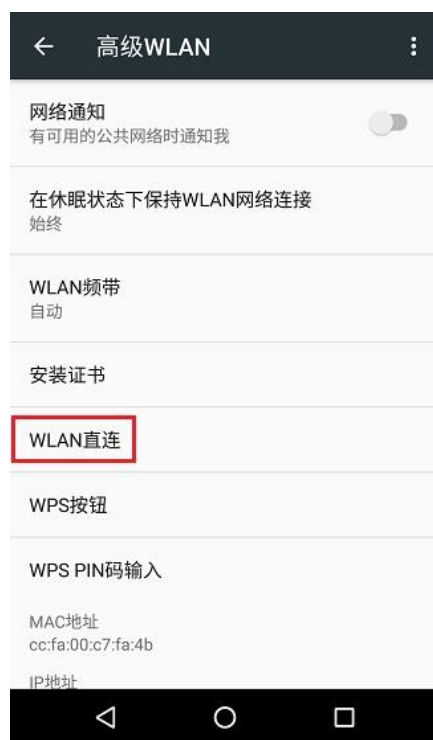 高级WLAN
网络通知
有可用的公共网络时通知我
在休眠状态下保持WLAN网络连接
始终
WLAN频带
自动
安装证书
WLAN直连
WPS按钮
WPS PIN码输入
MAC地址
cc:fa:00:c7:fa:4b
IP地址